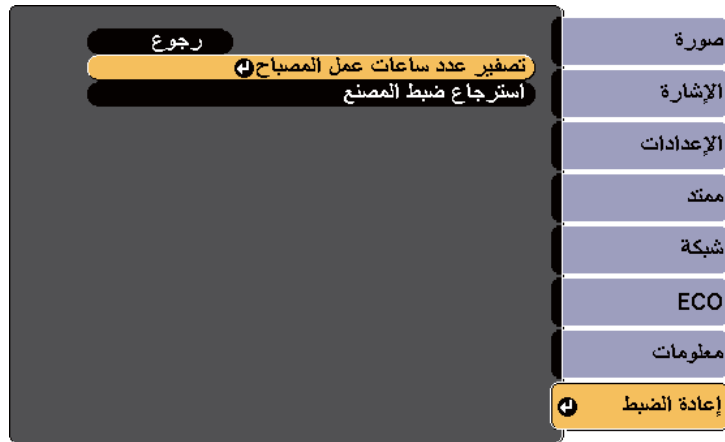 صورة
الإشارة
الإعدادات
ممتد
شبكة
ECO
معلومات
إعادة الضبط
رجوع
تصفير عدد ساعات عمل المصباح
استرجاع ضبط المصنع